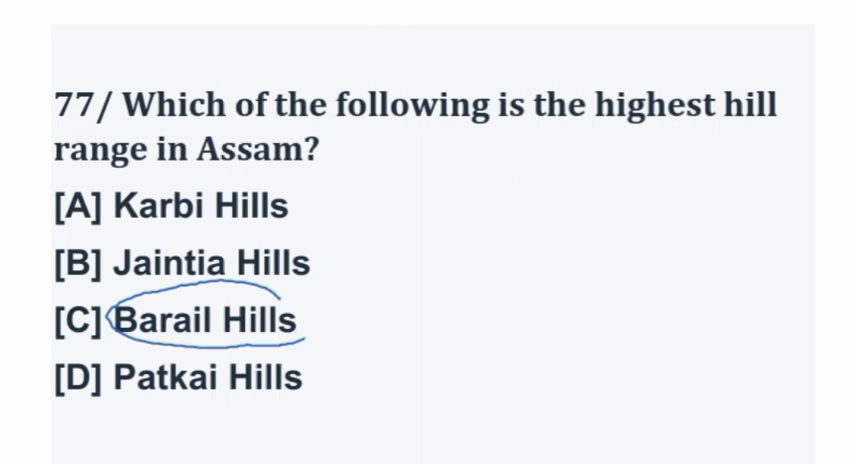 77/ Which of the following is the highest hill
range in Assam?
[A] Karbi Hills
[B] Jaintia Hills
[C] Barail Hills
[D] Patkai Hills